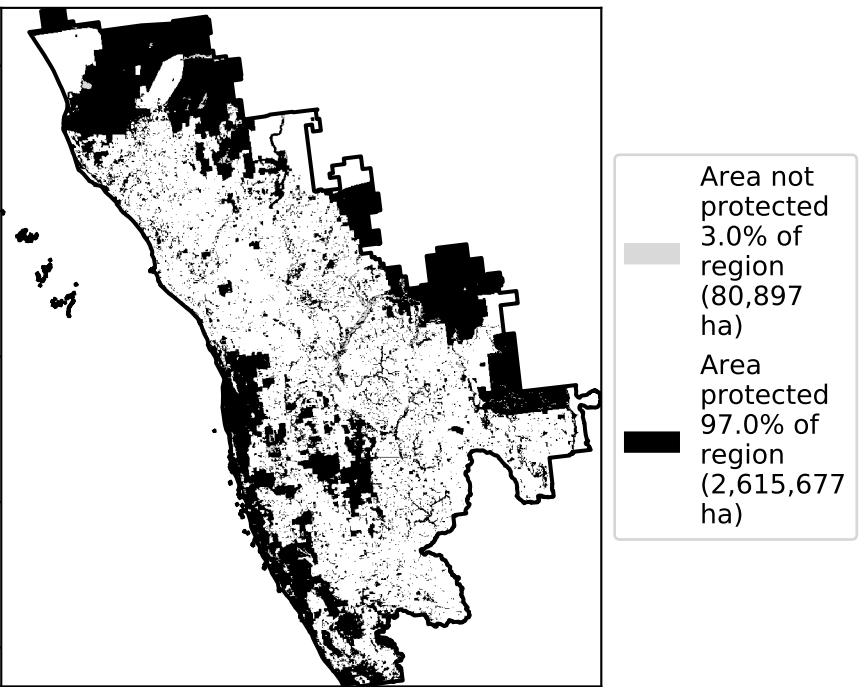 Area not
protected
3.0% of
region
(80,897
ha)
Area
protected
97.0% of
region
(2,615,677
ha)